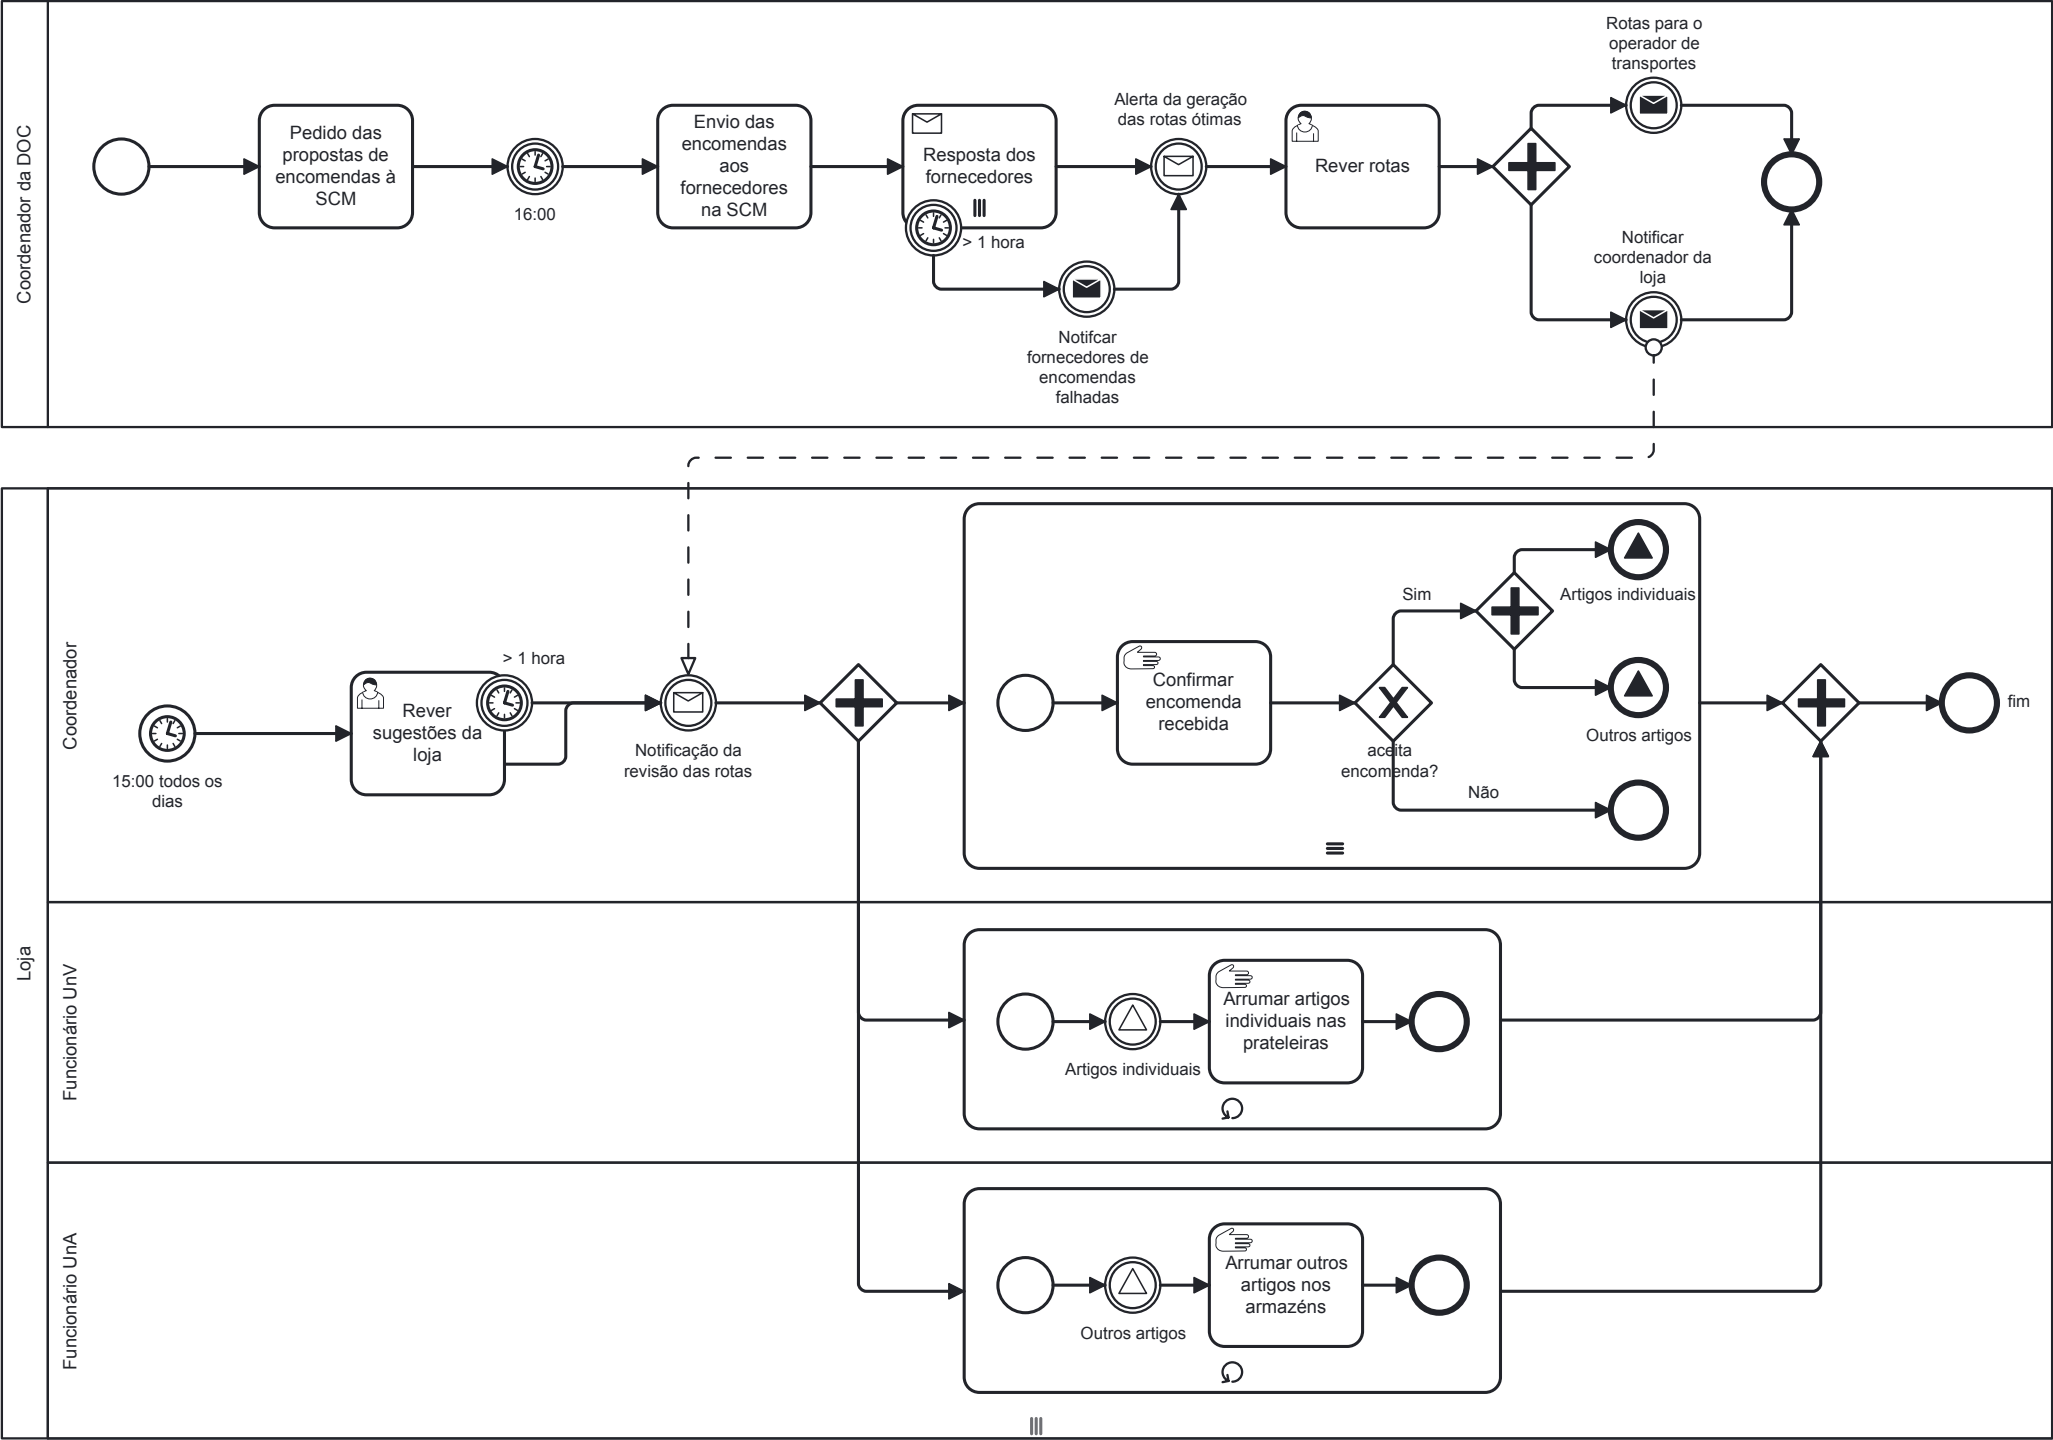 Coordenador da DOC
Pedido das
propostas de
encomendas à
SCM
16:00
Envio das
encomendas
aos
fornecedores
na SCM
Resposta dos
fornecedores
> 1 hora
Notifcar
fornecedores de
encomendas
falhadas
Alerta da geração
das rotas ótimas
Rever rotas
Rotas para o
operador de
transportes
Notificar
coordenador da
loja
Loja
Coordenador
15:00 todos os
dias
Rever
sugestões da
loja
> 1 hora
Notificação da
revisão das rotas
Confirmar
encomenda
recebida
aceita
encomenda?
Sim
Não
Artigos individuais
Outros artigos
fim
Funcionário UnV
Artigos individuais
Arrumar artigos
individuais nas
prateleiras
Funcionário UnA
Outros artigos
Arrumar outros
artigos nos
armazéns